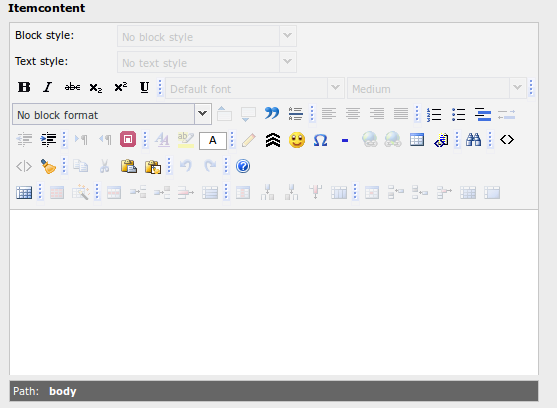 Itemcontent
Block style: No block style
Text style: No text style
B I abc x₂ x² U Default font Medium
No block format
A
Path: body